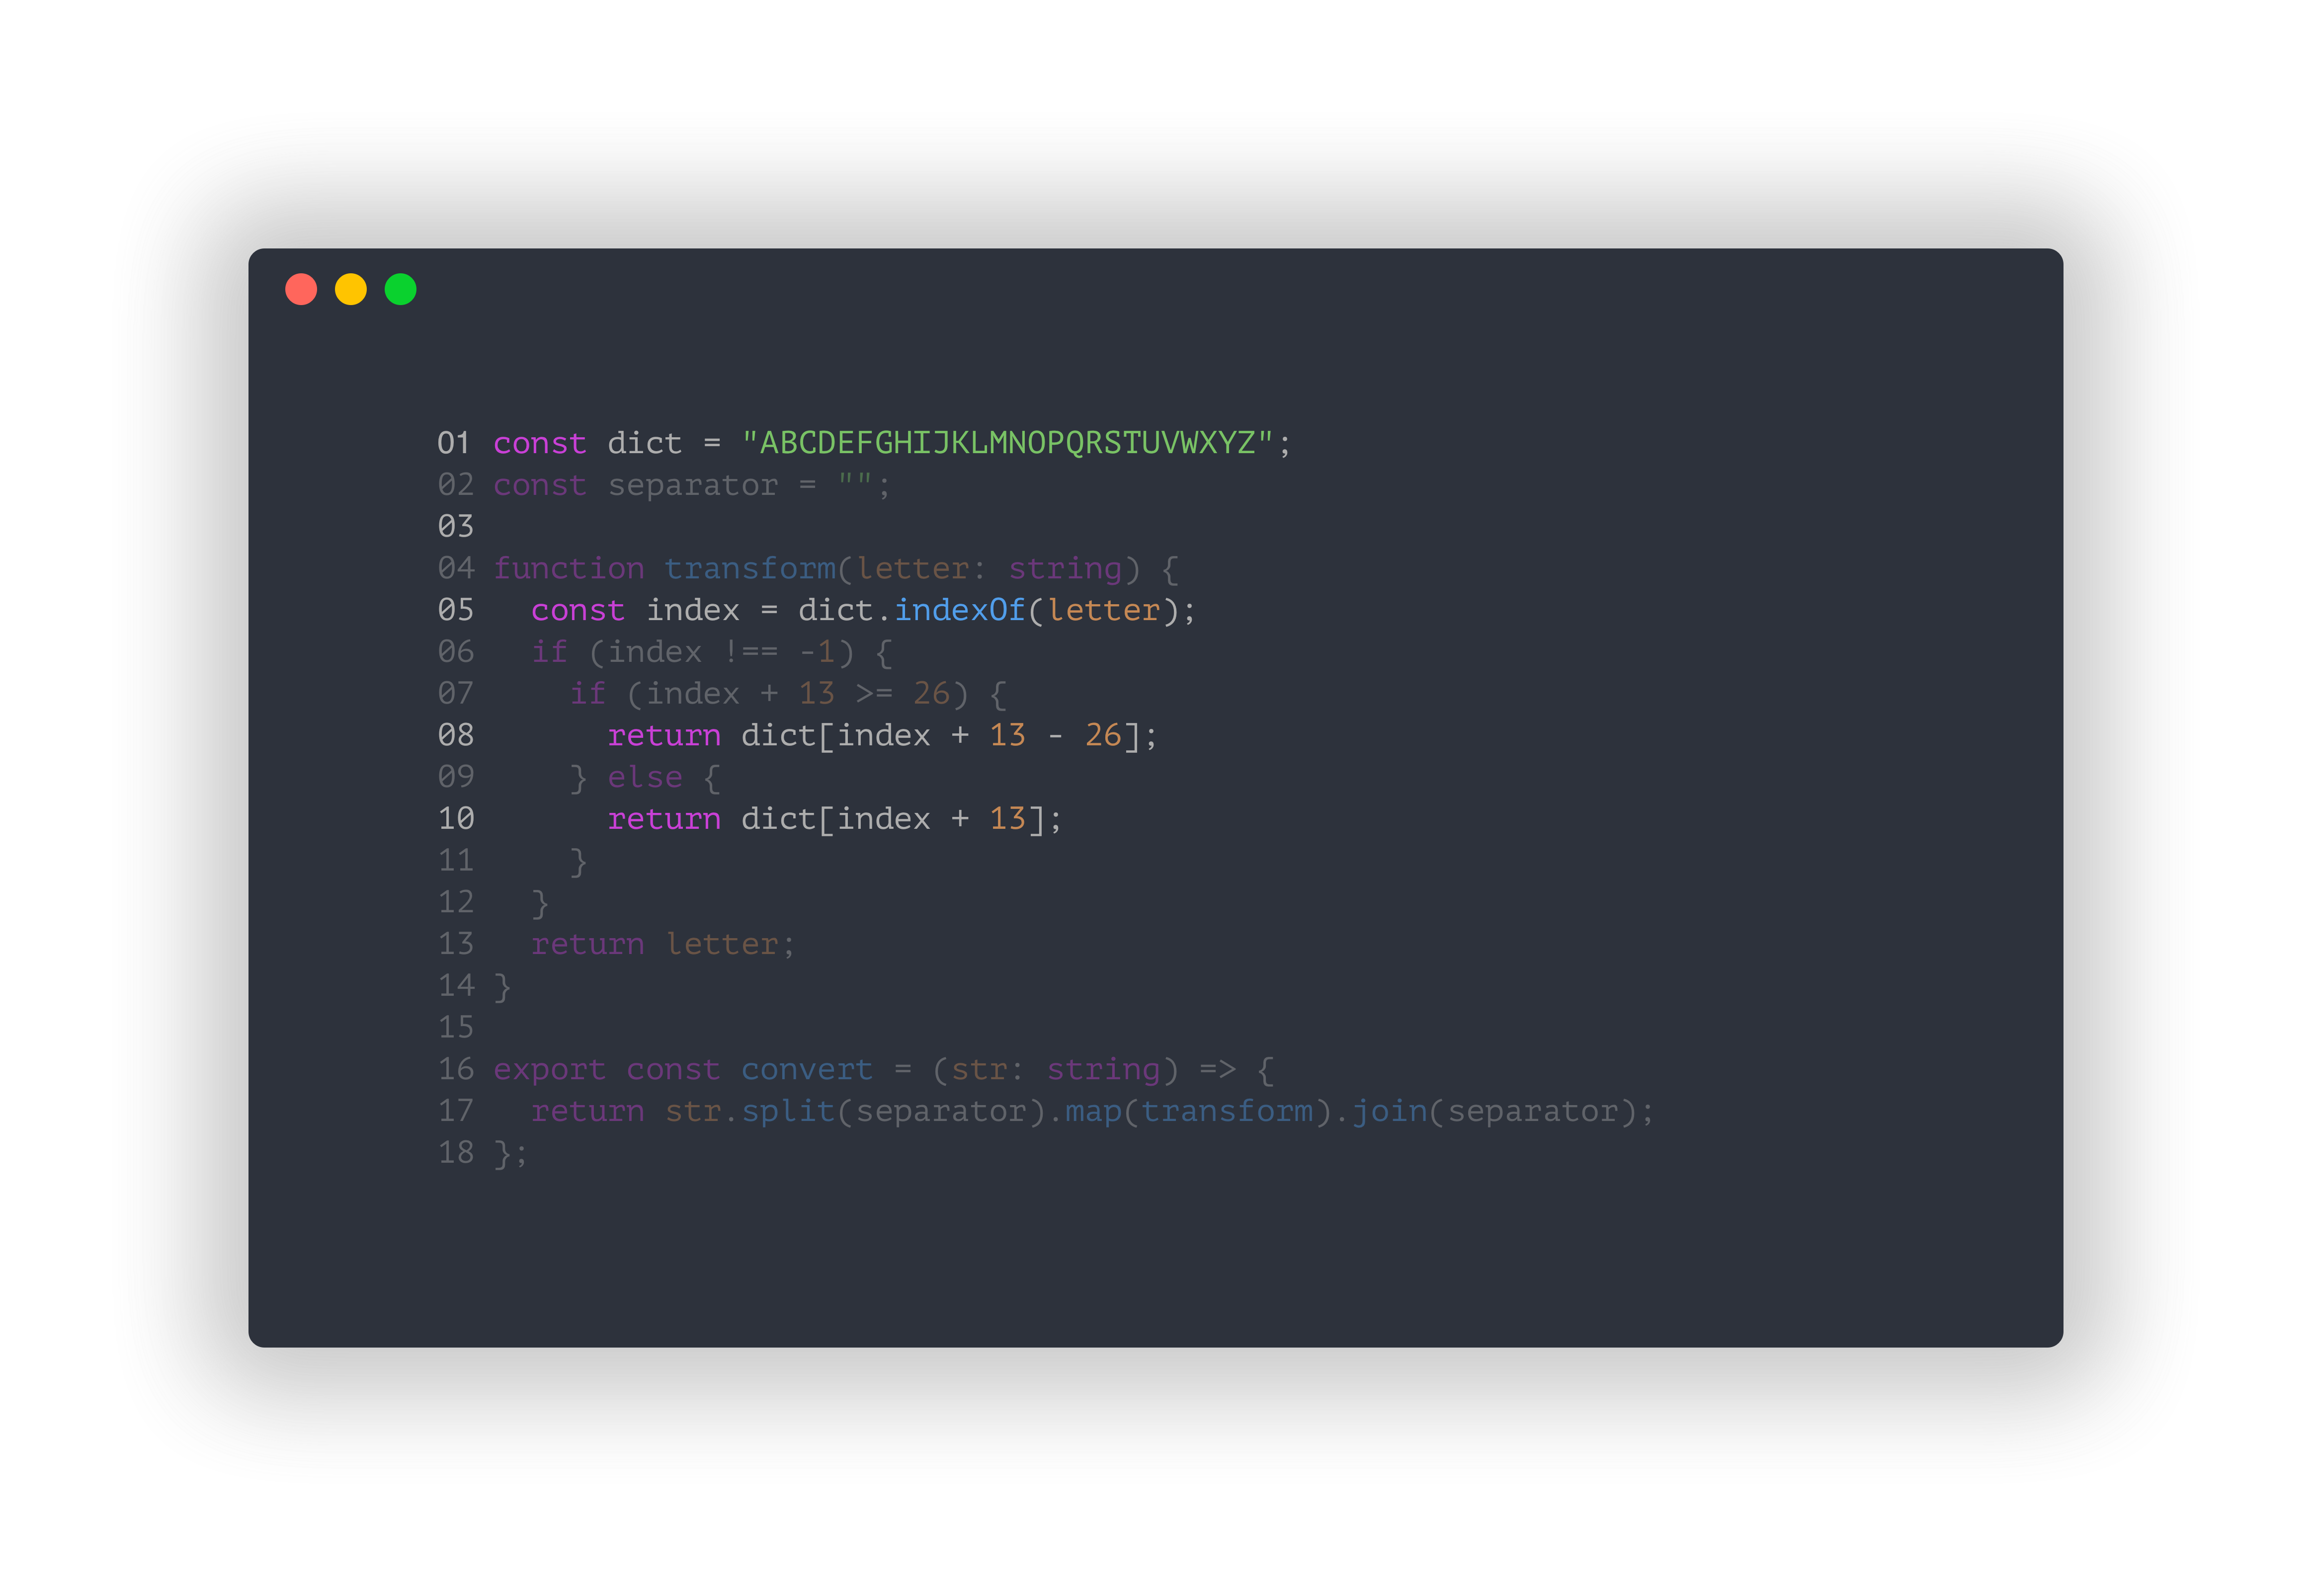 01 const dict = "ABCDEFGHIJKLMNOPQRSTUVWXYZ";
02 const separator = "";
03
04 function transform(letter: string) {
05   const index = dict.indexOf(letter);
06   if (index !== -1) {
07     if (index + 13 >= 26) {
08       return dict[index + 13 - 26];
09     } else {
10       return dict[index + 13];
11     }
12   }
13   return letter;
14 }
15
16 export const convert = (str: string) => {
17   return str.split(separator).map(transform).join(separator);
18 };